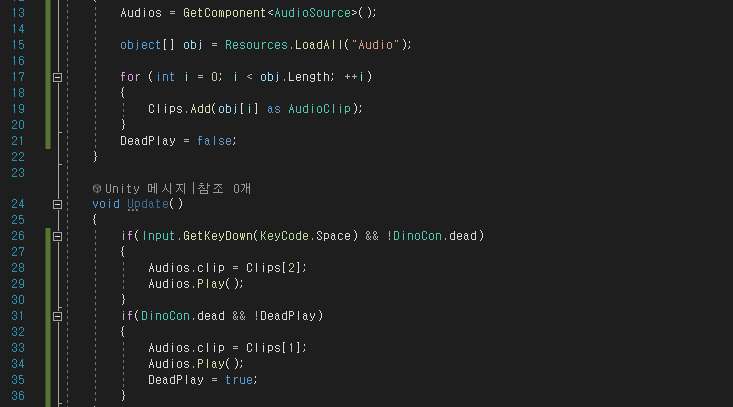 13 Audios = GetComponent<AudioSource>();
14
15 object[] obj = Resources.LoadAll("Audio");
16
17 for (int i = 0; i < obj.Length; ++i)
18 {
19 Clips.Add(obj[i] as AudioClip);
20 }
21 DeadPlay = false;
22 }
23
Unity 메시지|참조 0개
24 void Update()
25 {
26 if(Input.GetKeyDown(KeyCode.Space) && !DinoCon.dead)
27 {
28 Audios.clip = Clips[2];
29 Audios.Play();
30 }
31 if(DinoCon.dead && !DeadPlay)
32 {
33 Audios.clip = Clips[1];
34 Audios.Play();
35 DeadPlay = true;
36 }